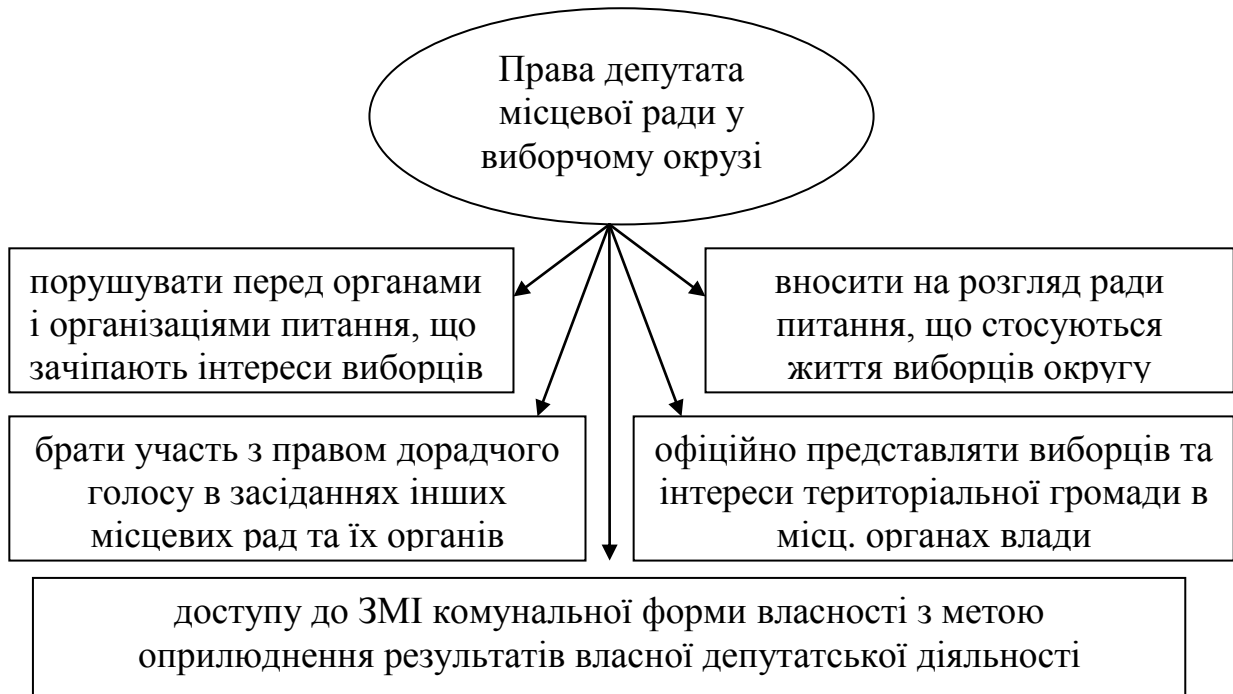 Права депутата
місцевої ради у
виборчому окрузі
порушувати перед органами
і організаціями питання, що
зачіпають інтереси виборців
вносити на розгляд ради
питання, що стосуються
життя виборців округу
брати участь з правом дорадчого
голосу в засіданнях інших
місцевих рад та їх органів
офіційно представляти виборців та
інтереси територіальної громади в
місц. органах влади
доступу до ЗМІ комунальної форми власності з метою
оприлюднення результатів власної депутатської діяльності